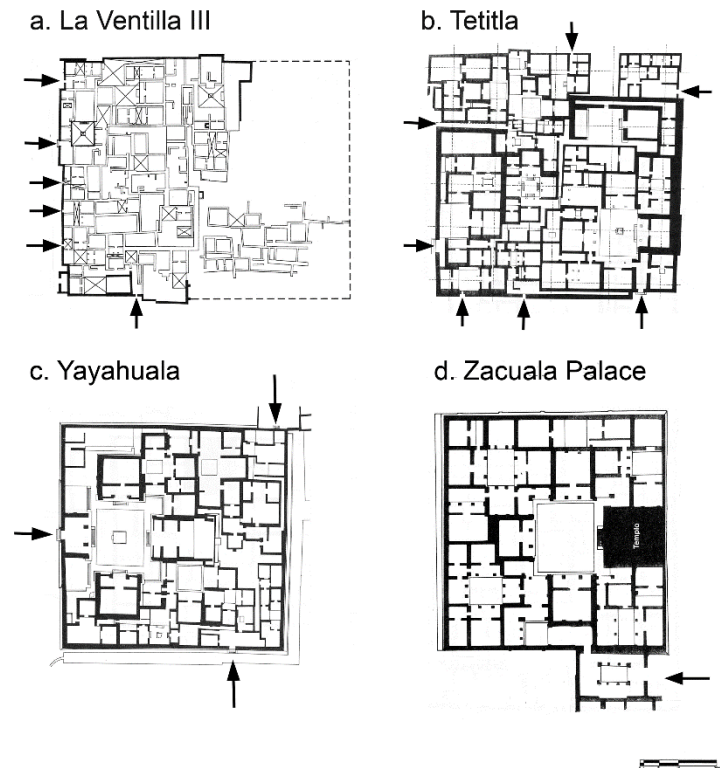 a. La Ventilla III
b. Tetitla
c. Yayahuala
d. Zacuala Palace
Templo